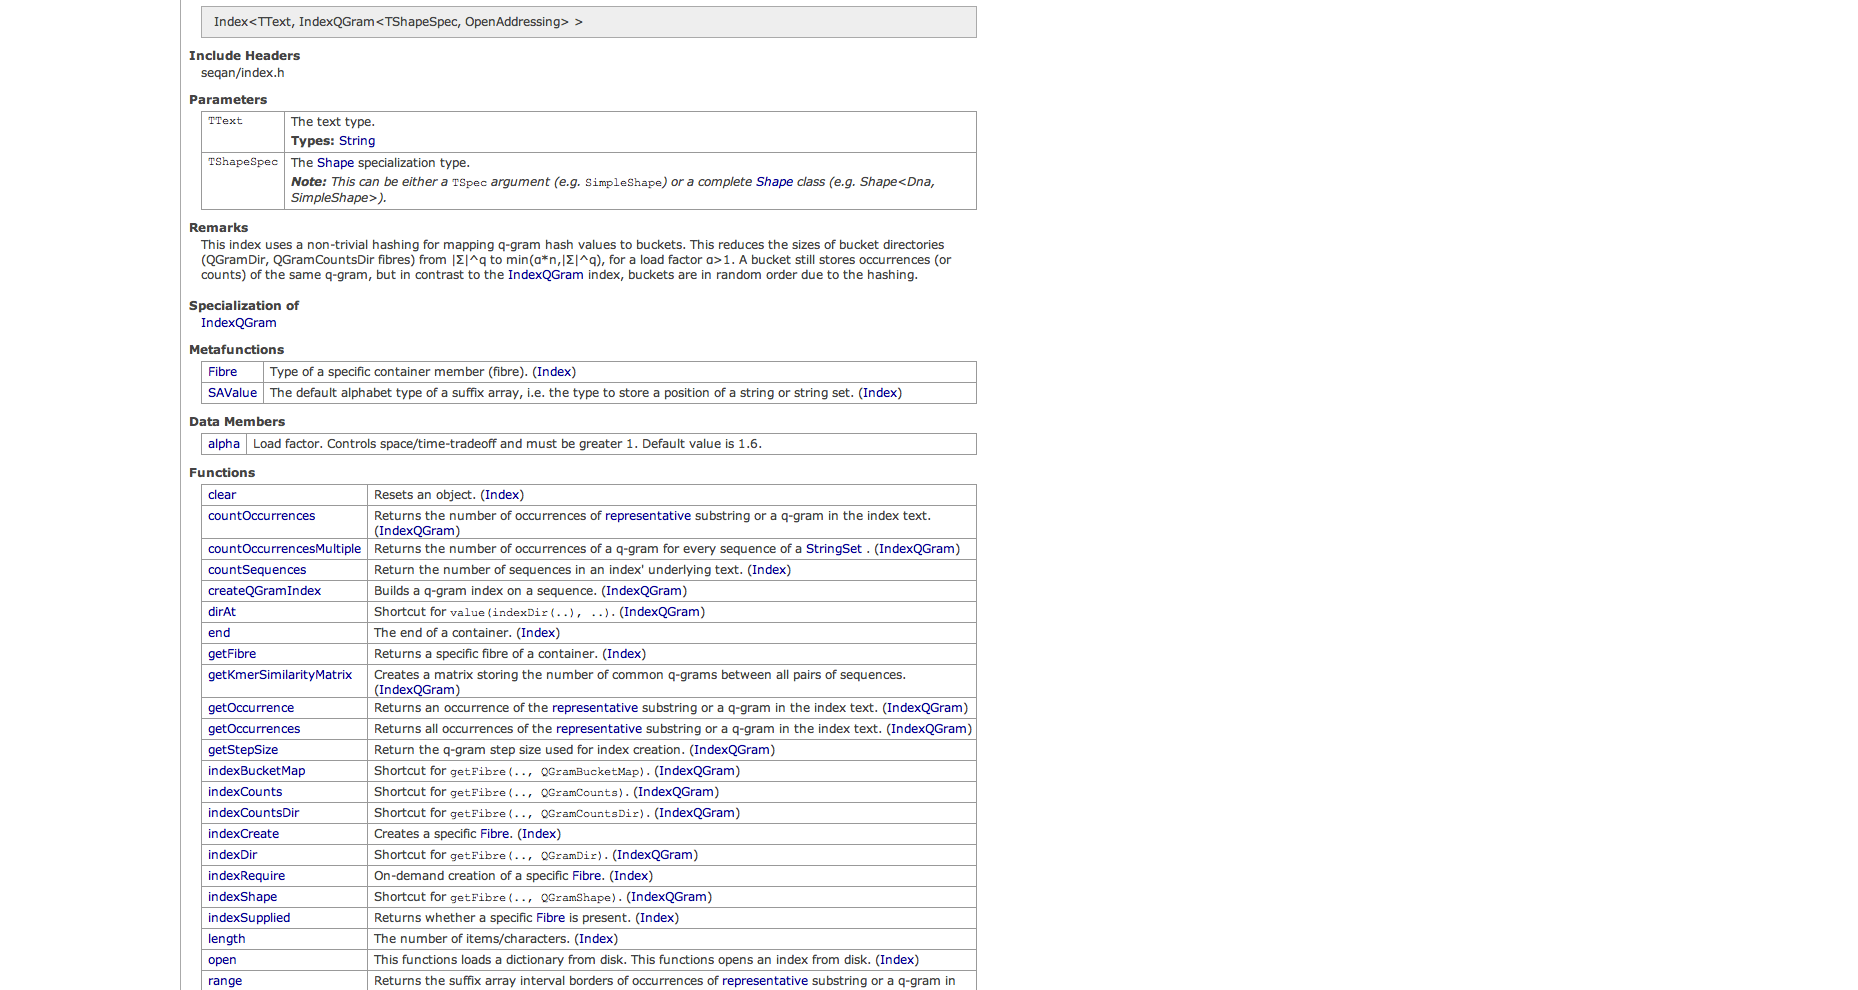 Index<TText, IndexQGram<TShapeSpec, OpenAddressing> >
Include Headers
seqan/index.h
Parameters
TText The text type.
Types: String
TShapeSpec The Shape specialization type.
Note: This can be either a TSpec argument (e.g. SimpleShape) or a complete Shape class (e.g. Shape<Dna,
SimpleShape>).
Remarks
This index uses a non-trivial hashing for mapping q-gram hash values to buckets. This reduces the sizes of bucket directories
(QGramDir, QGramCountsDir fibres) from |Σ|^q to min(α*n,|Σ|^q), for a load factor α>1. A bucket still stores occurrences (or
counts) of the same q-gram, but in contrast to the IndexQGram index, buckets are in random order due to the hashing.
Specialization of
IndexQGram
Metafunctions
Fibre Type of a specific container member (fibre). (Index)
SAValue The default alphabet type of a suffix array, i.e. the type to store a position of a string or string set. (Index)
Data Members
alpha Load factor. Controls space/time-tradeoff and must be greater 1. Default value is 1.6.
Functions
clear Resets an object. (Index)
countOccurrences Returns the number of occurrences of representative substring or a q-gram in the index text.
(IndexQGram)
countOccurrencesMultiple Returns the number of occurrences of a q-gram for every sequence of a StringSet . (IndexQGram)
countSequences Return the number of sequences in an index' underlying text. (Index)
createQGramIndex Builds a q-gram index on a sequence. (IndexQGram)
dirAt Shortcut for value(indexDir(..), ..). (IndexQGram)
end The end of a container. (Index)
getFibre Returns a specific fibre of a container. (Index)
getKmerSimilarityMatrix Creates a matrix storing the number of common q-grams between all pairs of sequences.
(IndexQGram)
getOccurrence Returns an occurrence of the representative substring or a q-gram in the index text. (IndexQGram)
getOccurrences Returns all occurrences of the representative substring or a q-gram in the index text. (IndexQGram)
getStepSize Return the q-gram step size used for index creation. (IndexQGram)
indexBucketMap Shortcut for getFibre(.., QGramBucketMap). (IndexQGram)
indexCounts Shortcut for getFibre(.., QGramCounts). (IndexQGram)
indexCountsDir Shortcut for getFibre(.., QGramCountsDir). (IndexQGram)
indexCreate Creates a specific Fibre. (Index)
indexDir Shortcut for getFibre(.., QGramDir). (IndexQGram)
indexRequire On-demand creation of a specific Fibre. (Index)
indexShape Shortcut for getFibre(.., QGramShape). (IndexQGram)
indexSupplied Returns whether a specific Fibre is present. (Index)
length The number of items/characters. (Index)
open This functions loads a dictionary from disk. This functions opens an index from disk. (Index)
range Returns the suffix array interval borders of occurrences of representative substring or a q-gram in